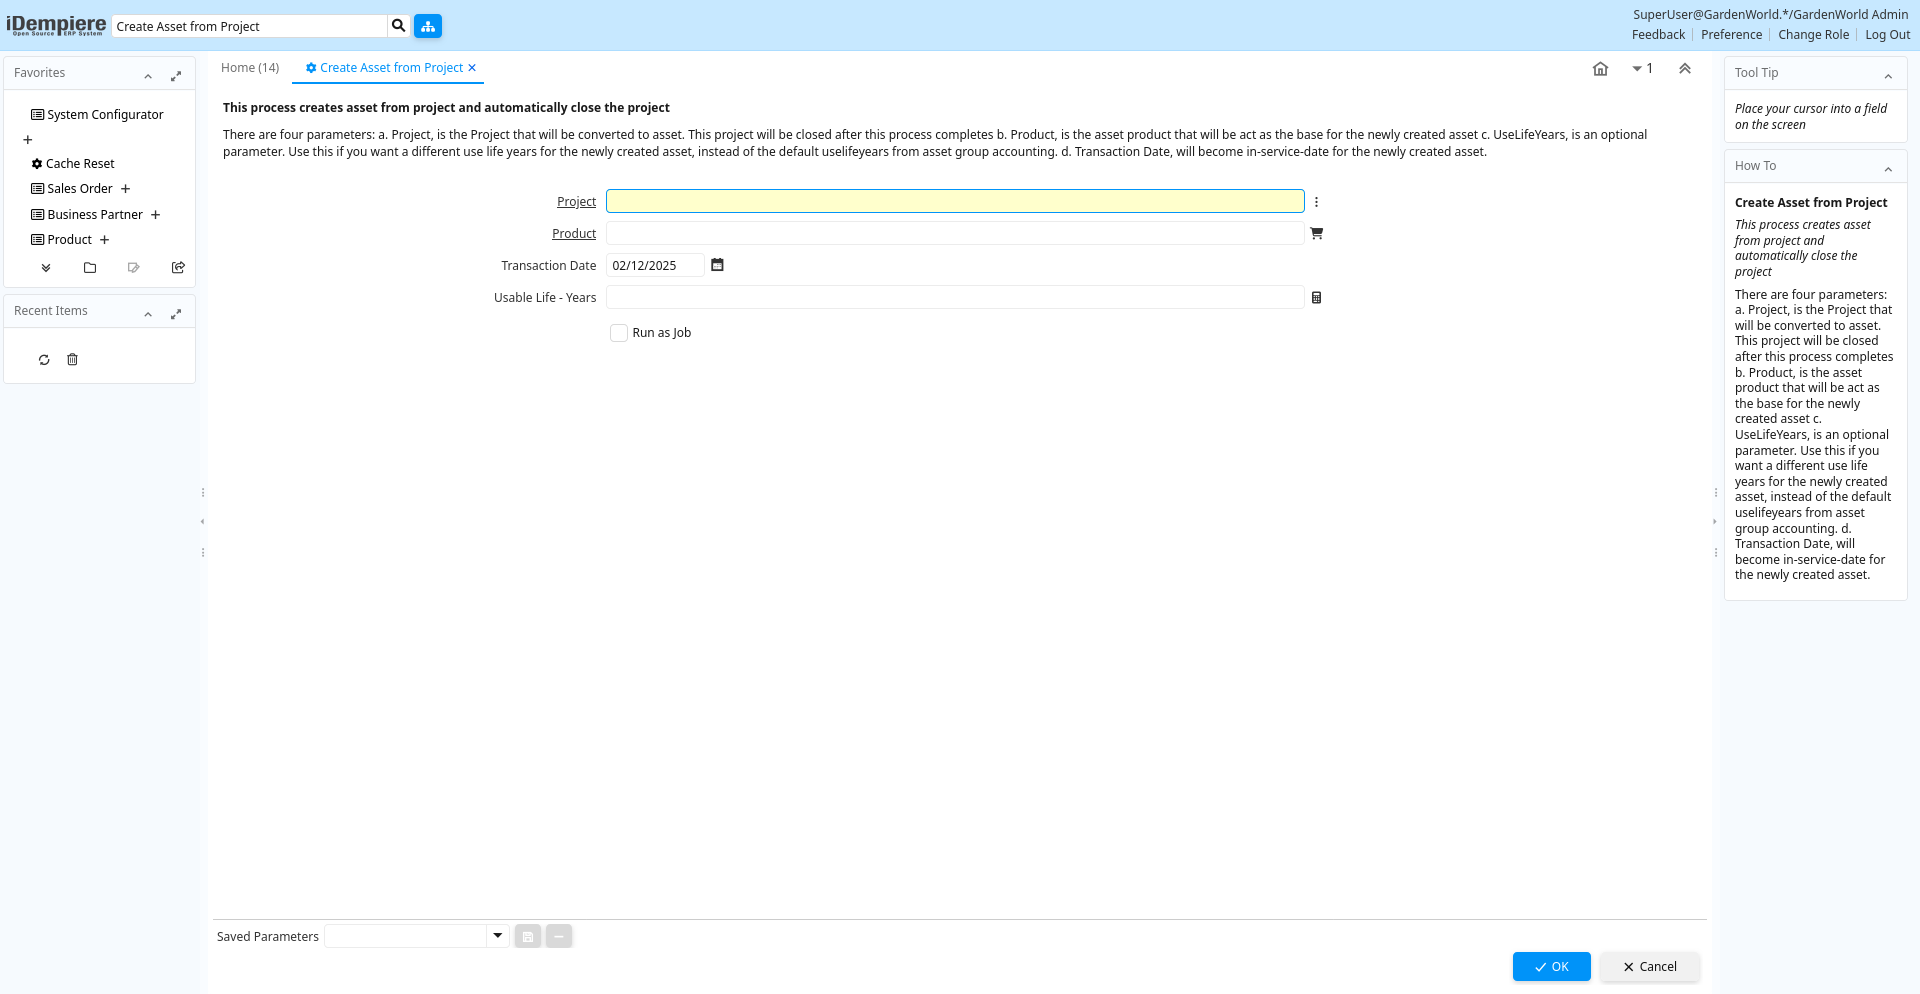 iDempiere
Open Source ERP System
Create Asset from Project
SuperUser@GardenWorld.*/GardenWorld Admin
Feedback
Preference
Change Role
Log Out
Favorites
System Configurator
Cache Reset
Sales Order
Business Partner
Product
Recent Items
Home (14)
Create Asset from Project
1
This process creates asset from project and automatically close the project
There are four parameters: a. Project, is the Project that will be converted to asset. This project will be closed after this process completes b. Product, is the asset product that will be act as the base for the newly created asset c. UseLifeYears, is an optional
parameter. Use this if you want a different use life years for the newly created asset, instead of the default uselifeyears from asset group accounting. d. Transaction Date, will become in-service-date for the newly created asset.
Project
Product
Transaction Date 02/12/2025
Usable Life - Years
Run as Job
Saved Parameters
OK
Cancel
Tool Tip
Place your cursor into a field
on the screen
How To
Create Asset from Project
This process creates asset
from project and
automatically close the
project
There are four parameters:
a. Project, is the Project that
will be converted to asset.
This project will be closed
after this process completes
b. Product, is the asset
product that will be act as
the base for the newly
created asset c.
UseLifeYears, is an optional
parameter. Use this if you
want a different use life
years for the newly created
asset, instead of the default
uselifeyears from asset
group accounting. d.
Transaction Date, will
become in-service-date for
the newly created asset.